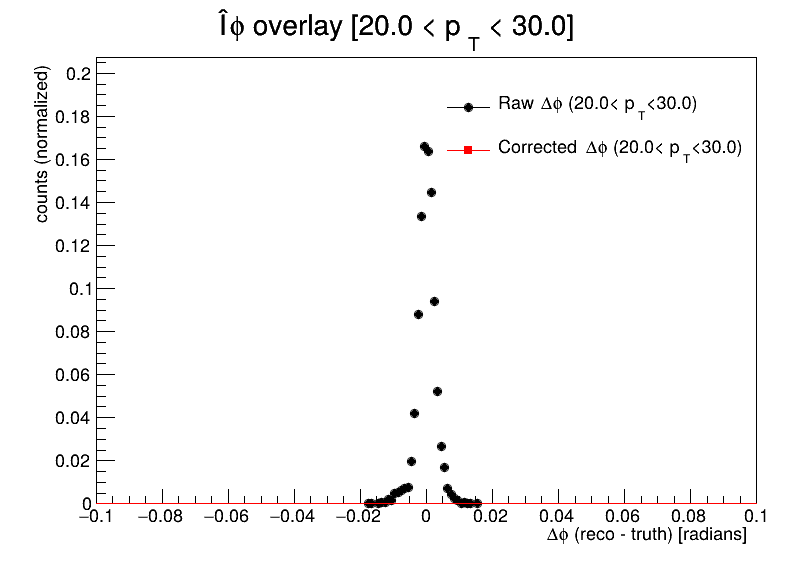 Îϕ overlay [20.0 < p T < 30.0]
counts (normalized)
0.2
0.18
0.16
0.14
0.12
0.1
0.08
0.06
0.04
0.02
0
Raw Δϕ (20.0< p T<30.0)
Corrected Δϕ (20.0< p T<30.0)
−0.1 −0.08 −0.06 −0.04 −0.02 0 0.02 0.04 0.06 0.08 0.1
Δϕ (reco - truth) [radians]